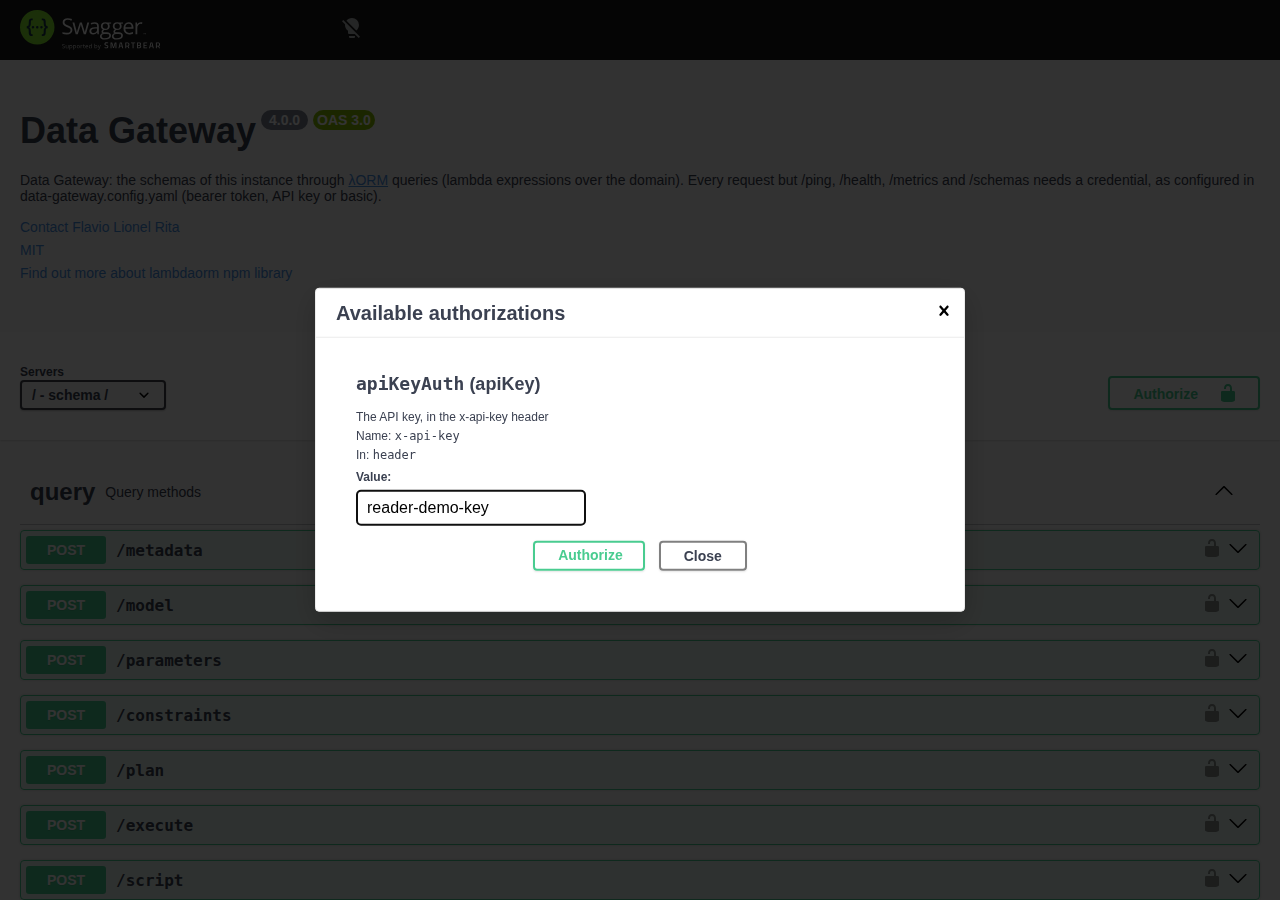 Swagger.
Supported by SMARTBEAR
Data Gateway 4.0.0 OAS 3.0
Data Gateway: the schemas of this instance through λORM queries (lambda expressions over the domain). Every request but /ping, /health, /metrics and /schemas needs a credential, as configured in
data-gateway.config.yaml (bearer token, API key or basic).
Contact Flavio Lionel Rita
MIT
Find out more about lambdaorm npm library
Available authorizations
apiKeyAuth (apiKey)
The API key, in the x-api-key header
Name: x-api-key
In: header
Value:
reader-demo-key
Authorize Close
Servers
/ - schema /
Authorize
query Query methods
POST /metadata
POST /model
POST /parameters
POST /constraints
POST /plan
POST /execute
POST /script